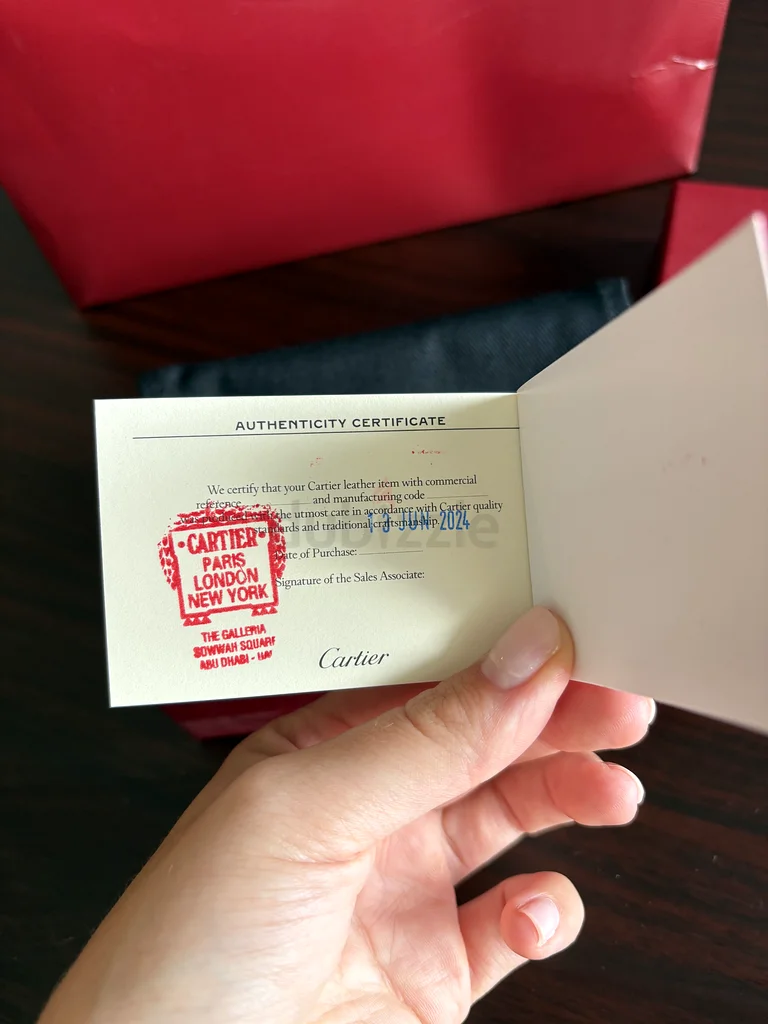 AUTHENTICITY CERTIFICATE
We certify that your Cartier leather item with commercial
reference and manufacturing code
the utmost care in accordance with Cartier quality
standards and traditional craftsmanship.
JUN 2024
Date of Purchase:
Signature of the Sales Associate:
CARTIER
PARIS
LONDON
NEW YORK
THE GALLERIA
SOWWAH SQUARE
ABU DHABI -
Cartier
dubizzle